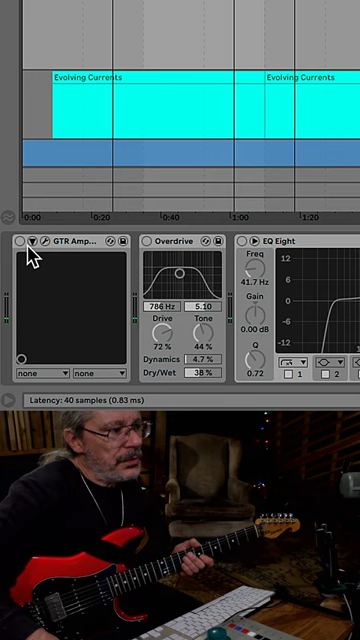 Evolving Currents
Evolving Currents
0:00
0:20
0:40
1:00
1:20
GTR Amp...
Overdrive
EQ Eight
786 Hz
5.10
Drive
Tone
72 %
44 %
Dynamics
4.7 %
Dry/Wet
38 %
none
none
Freq
41.7 Hz
Gain
0.00 dB
Q
0.72
12
6
0
-6
-12
1
2
Latency: 40 samples (0.83 ms)